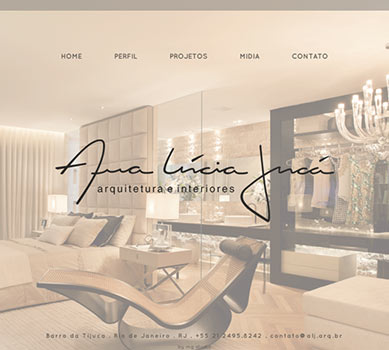 HOME PERFIL PROJETOS MIDIA CONTATO
Ana Lúcia Jucá
arquitetura e interiores
Barra da Tijuca . Rio de Janeiro . RJ . +55 21 2495.8242 . contato@alj.arq.br